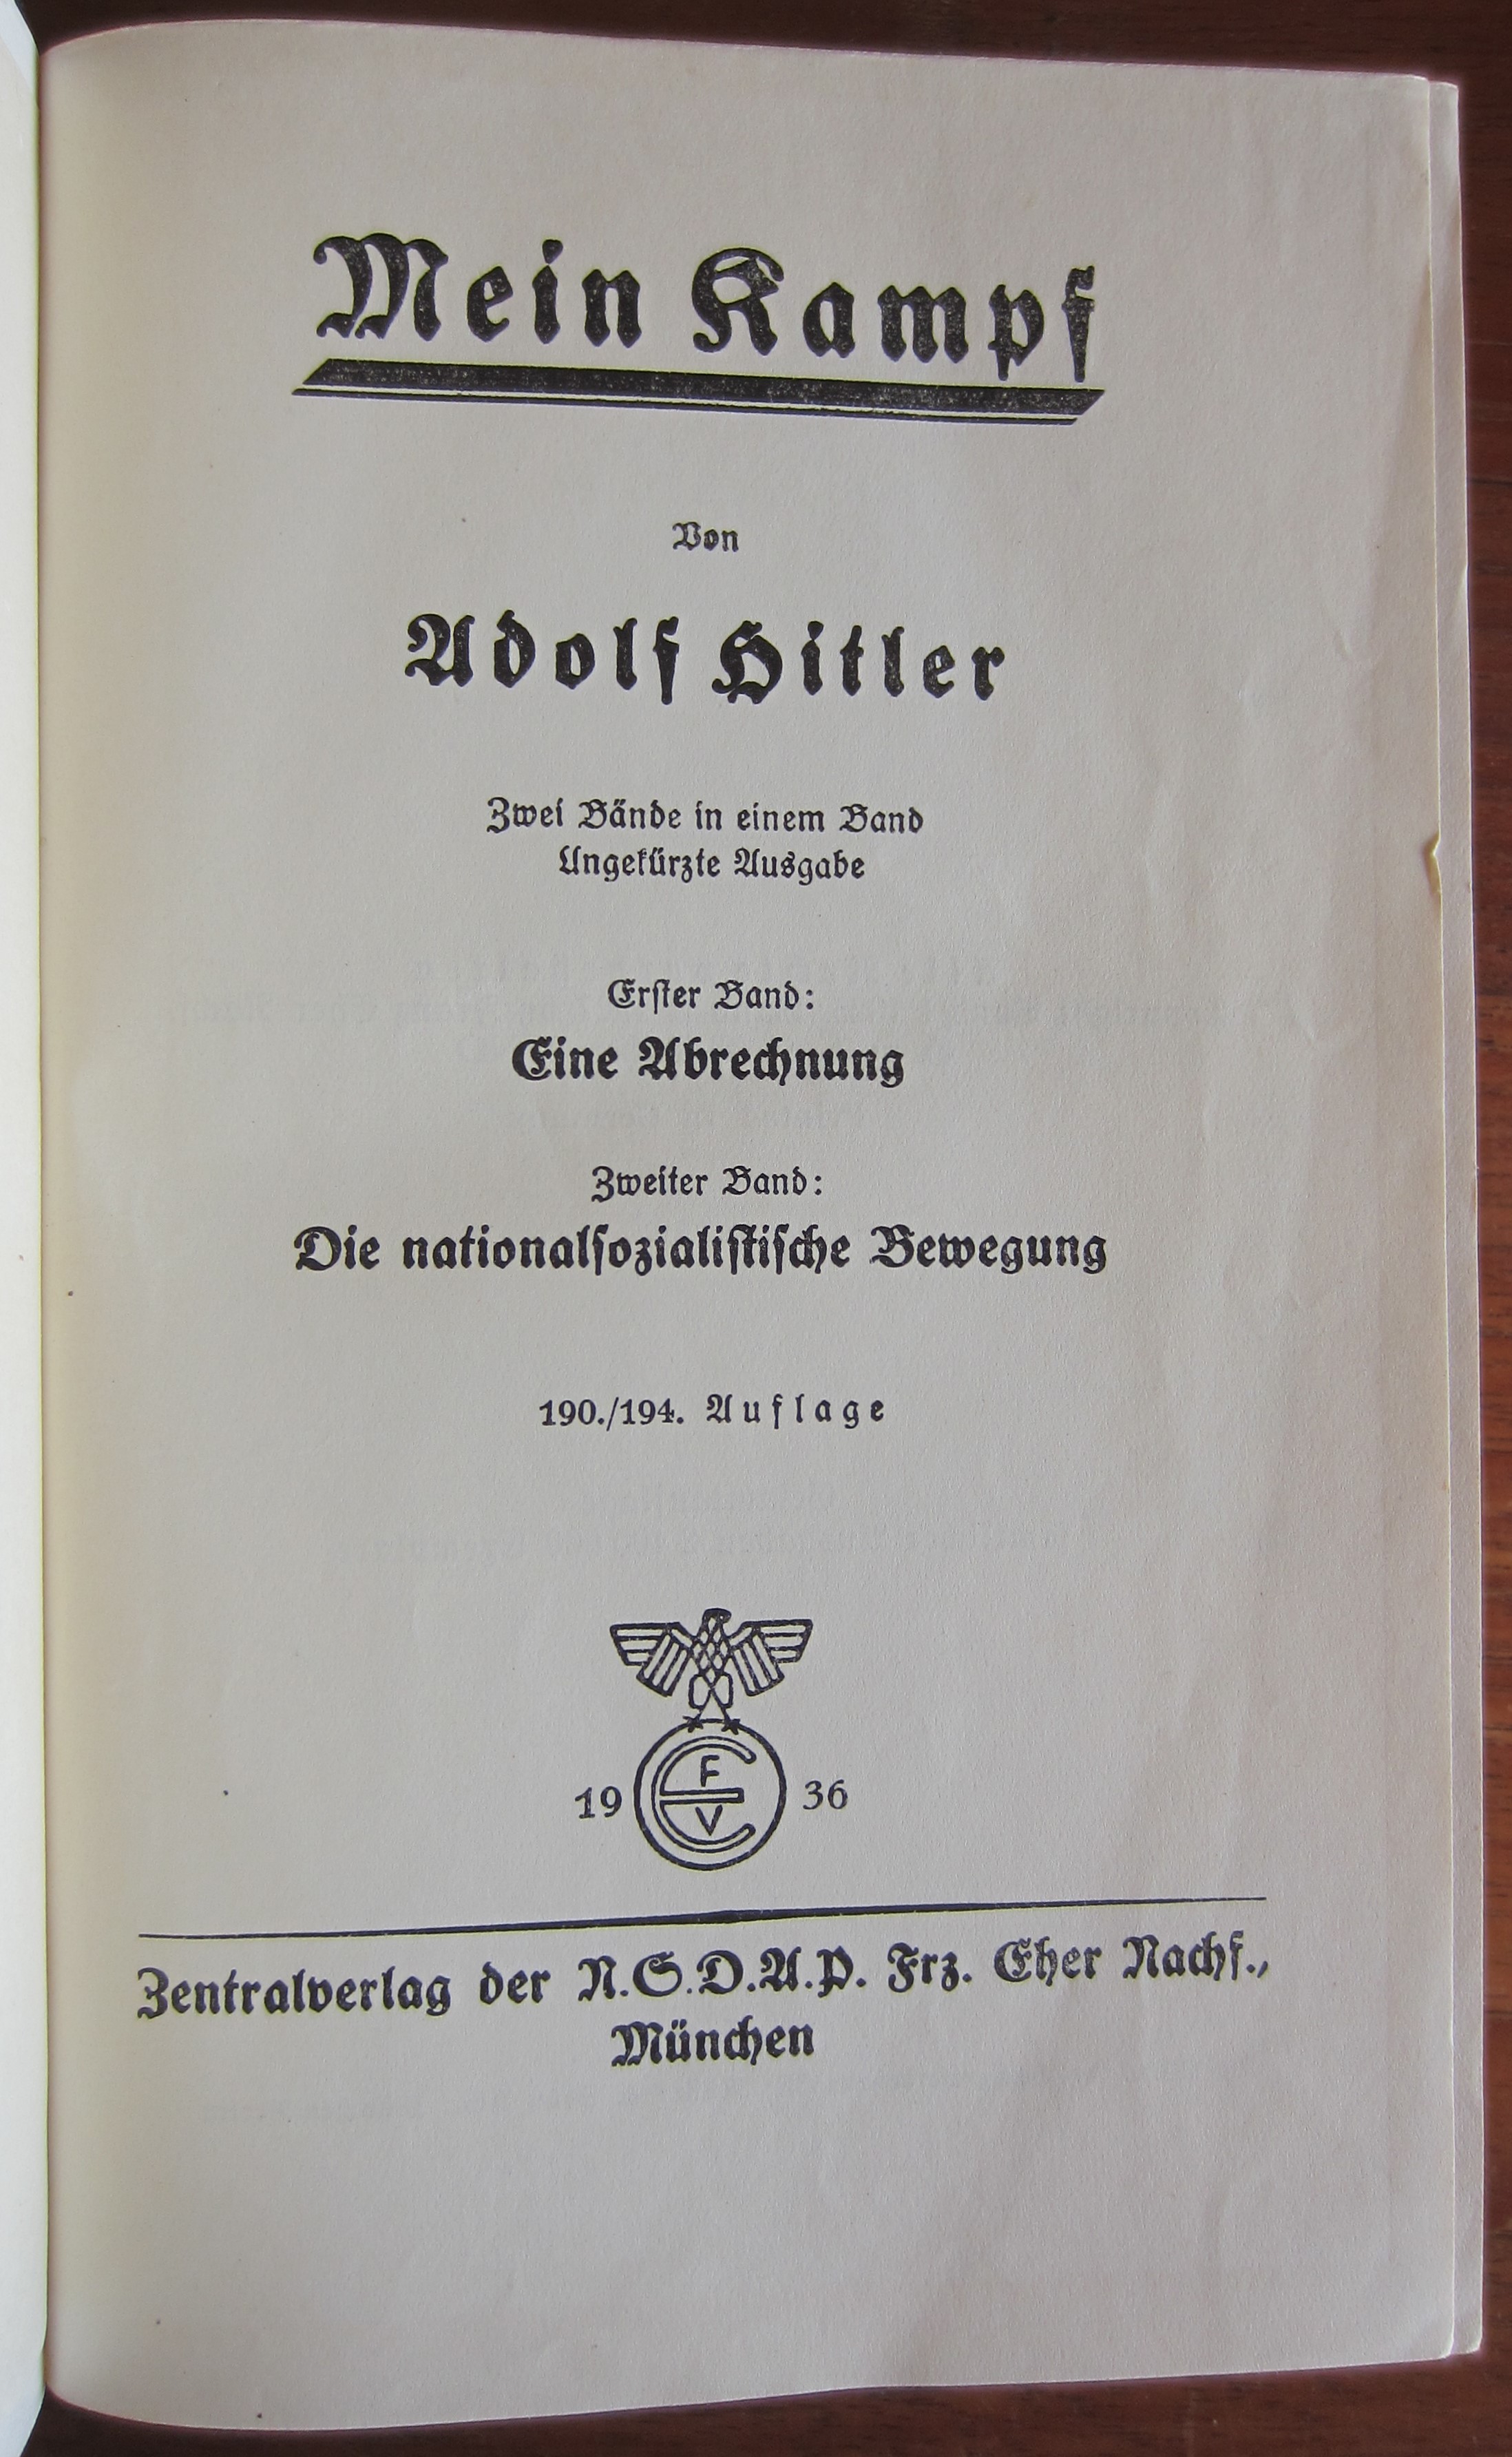 Mein Kampf
Von
Adolf Hitler
Zwei Bände in einem Band
Ungekürzte Ausgabe
Erster Band:
Eine Abrechnung
Zweiter Band:
Die nationalsozialistische Bewegung
190./194. Auflage
F
19 E 36
V
Zentralverlag der N.S.D.A.P. Frz. Eher Nachf.,
München